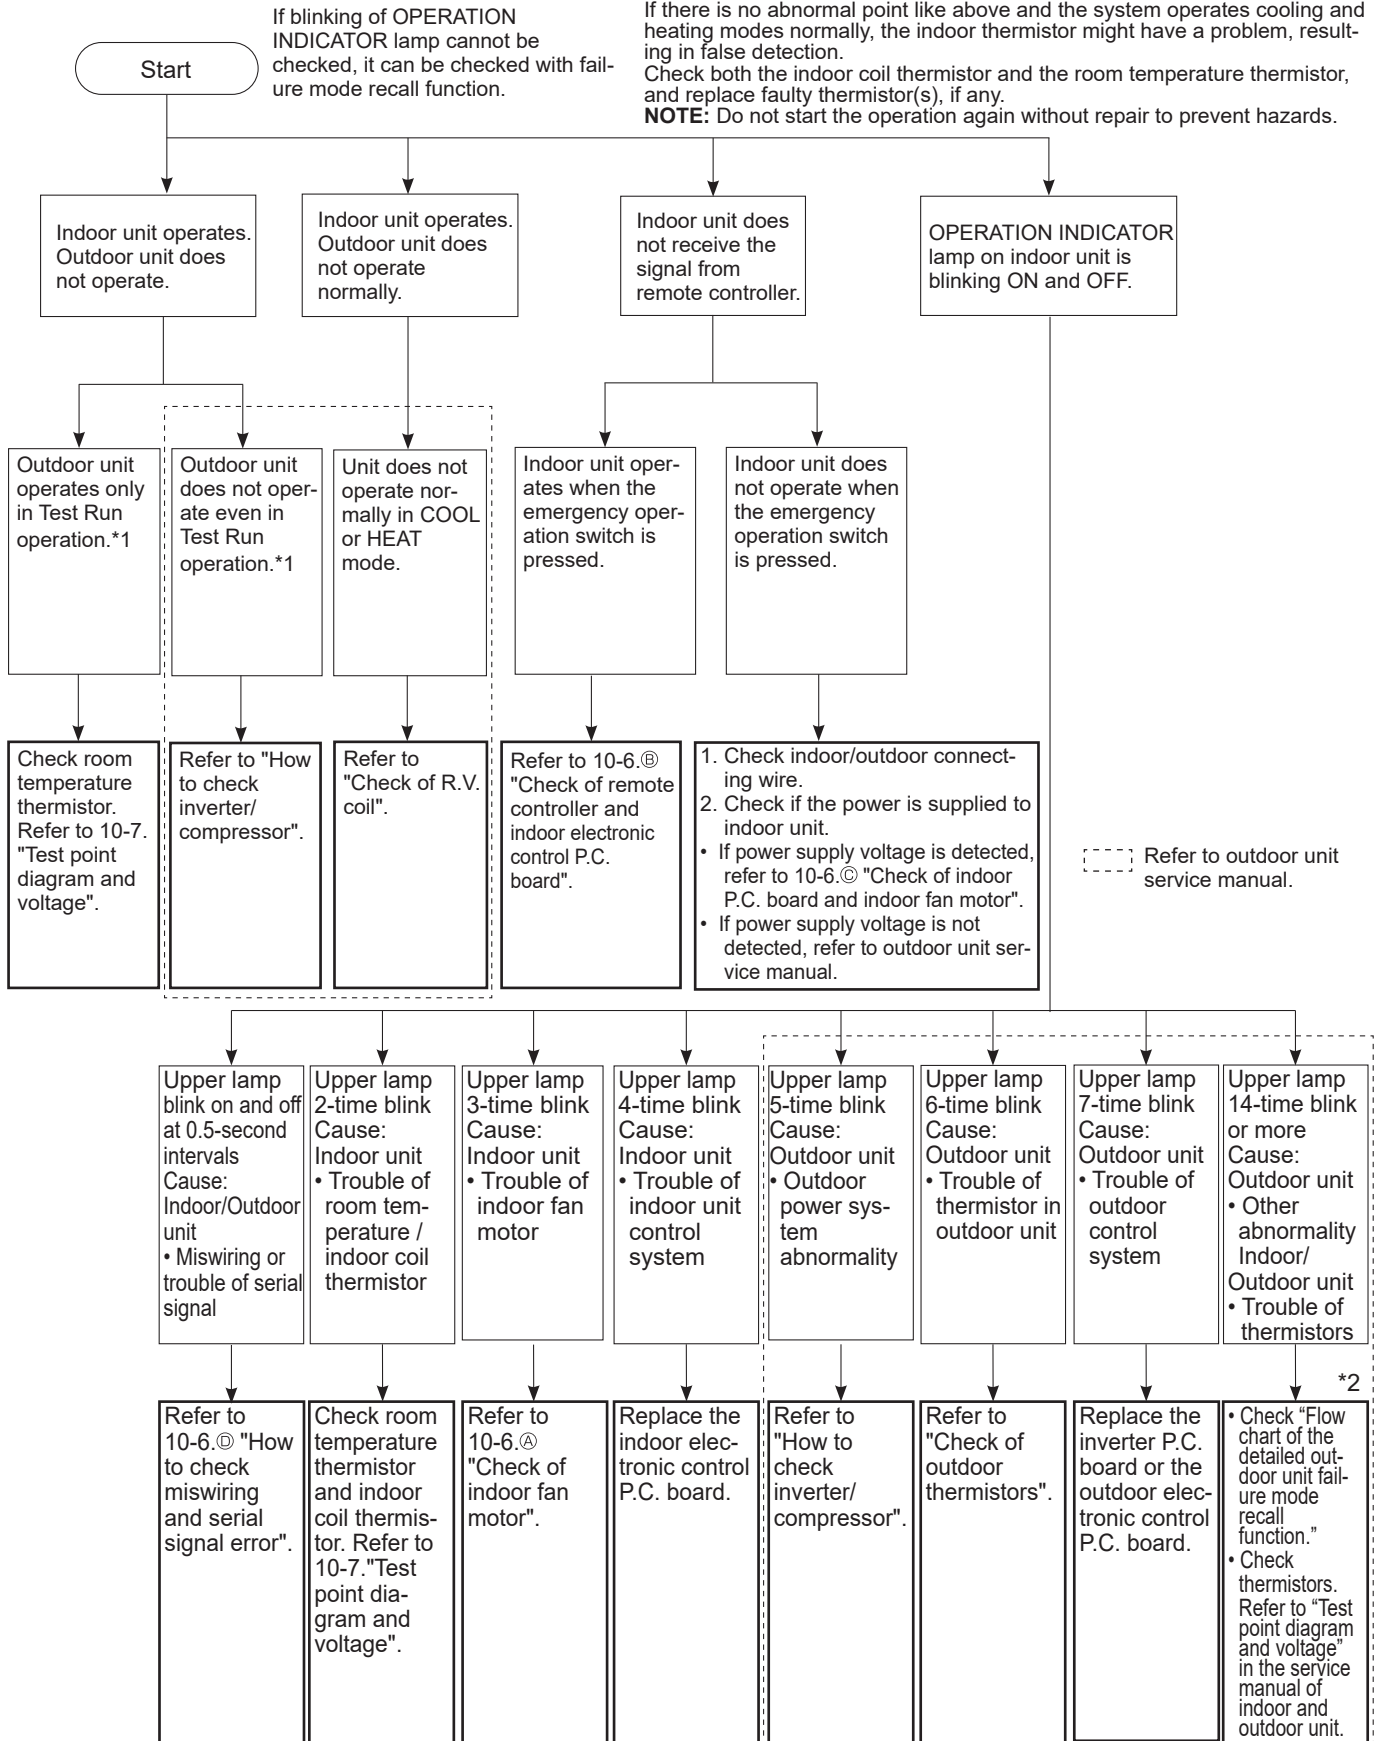 If blinking of OPERATION
INDICATOR lamp cannot be
checked, it can be checked with fail-
ure mode recall function.
If there is no abnormal point like above and the system operates cooling and
heating modes normally, the indoor thermistor might have a problem, result-
ing in false detection.
Check both the indoor coil thermistor and the room temperature thermistor,
and replace faulty thermistor(s), if any.
NOTE: Do not start the operation again without repair to prevent hazards.
Start
Indoor unit operates.
Outdoor unit does
not operate.
Indoor unit operates.
Outdoor unit does
not operate
normally.
Indoor unit does
not receive the
signal from
remote controller.
OPERATION INDICATOR
lamp on indoor unit is
blinking ON and OFF.
Outdoor unit
operates only
in Test Run
operation.*1
Outdoor unit
does not oper-
ate even in
Test Run
operation.*1
Unit does not
operate nor-
mally in COOL
or HEAT
mode.
Indoor unit oper-
ates when the
emergency oper-
ation switch is
pressed.
Indoor unit does
not operate when
the emergency
operation switch
is pressed.
Check room
temperature
thermistor.
Refer to 10-7.
"Test point
diagram and
voltage".
Refer to "How
to check
inverter/
compressor".
Refer to
"Check of R.V.
coil".
Refer to 10-6.Ⓑ
"Check of remote
controller and
indoor electronic
control P.C.
board".
1. Check indoor/outdoor connect-
ing wire.
2. Check if the power is supplied to
indoor unit.
• If power supply voltage is detected,
refer to 10-6.Ⓒ "Check of indoor
P.C. board and indoor fan motor".
• If power supply voltage is not
detected, refer to outdoor unit ser-
vice manual.
Refer to outdoor unit
service manual.
Upper lamp
blink on and off
at 0.5-second
intervals
Cause:
Indoor/Outdoor
unit
• Miswiring or
trouble of serial
signal
Upper lamp
2-time blink
Cause:
Indoor unit
• Trouble of
room tem-
perature /
indoor coil
thermistor
Upper lamp
3-time blink
Cause:
Indoor unit
• Trouble of
indoor fan
motor
Upper lamp
4-time blink
Cause:
Indoor unit
• Trouble of
indoor unit
control
system
Upper lamp
5-time blink
Cause:
Outdoor unit
• Outdoor
power sys-
tem
abnormality
Upper lamp
6-time blink
Cause:
Outdoor unit
• Trouble of
thermistor in
outdoor unit
Upper lamp
7-time blink
Cause:
Outdoor unit
• Trouble of
outdoor
control
system
Upper lamp
14-time blink
or more
Cause:
Outdoor unit
• Other
abnormality
Indoor/
Outdoor unit
• Trouble of
thermistors
*2
Refer to
10-6.Ⓓ "How
to check
miswiring
and serial
signal error".
Check room
temperature
thermistor
and indoor
coil thermis-
tor. Refer to
10-7."Test
point dia-
gram and
voltage".
Refer to
10-6.Ⓐ
"Check of
indoor fan
motor".
Replace the
indoor elec-
tronic control
P.C. board.
Refer to
"How to
check
inverter/
compressor".
Refer to
"Check of
outdoor
thermistors".
Replace the
inverter P.C.
board or the
outdoor elec-
tronic control
P.C. board.
• Check “Flow
chart of the
detailed out-
door unit fail-
ure mode
recall
function.”
• Check
thermistors.
Refer to “Test
point diagram
and voltage”
in the service
manual of
indoor and
outdoor unit.